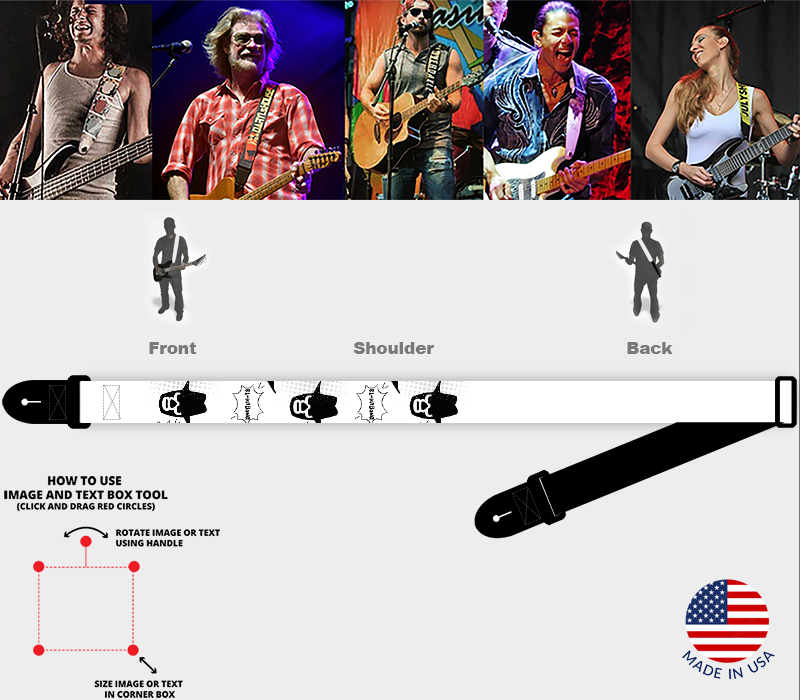 Front
Shoulder
Back
HOW TO USE
IMAGE AND TEXT BOX TOOL
(CLICK AND DRAG RED CIRCLES)
ROTATE IMAGE OR TEXT
USING HANDLE
SIZE IMAGE OR TEXT
IN CORNER BOX
MADE IN USA